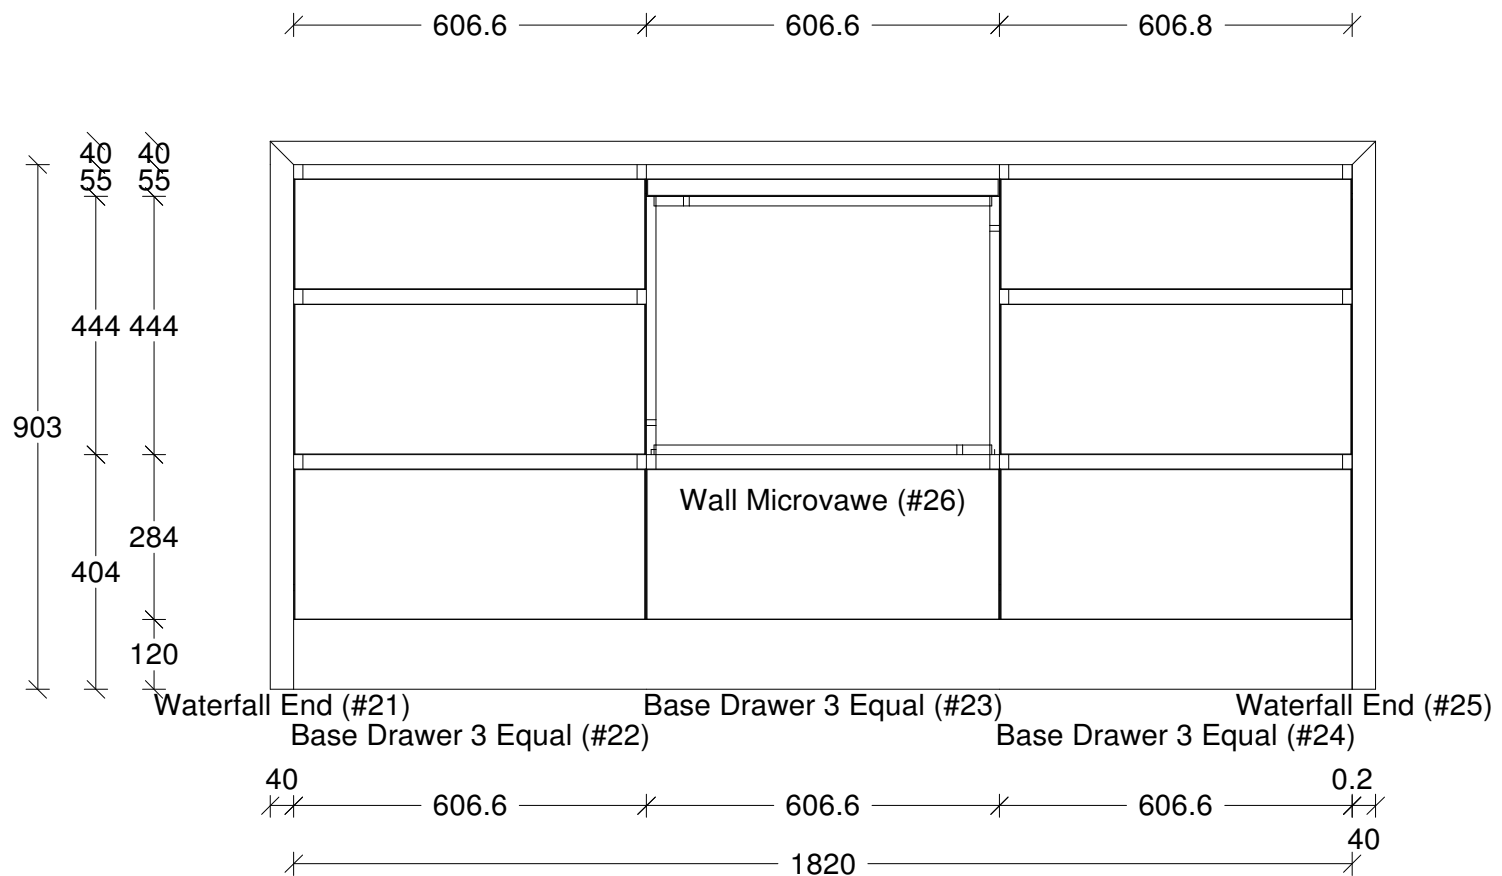 606.6 606.6 606.8
40 40
55 55
444 444
903
284
404
120
Wall Microvawe (#26)
Waterfall End (#21) Base Drawer 3 Equal (#23) Waterfall End (#25)
Base Drawer 3 Equal (#22) Base Drawer 3 Equal (#24)
40 0.2
606.6 606.6 606.6
40
1820